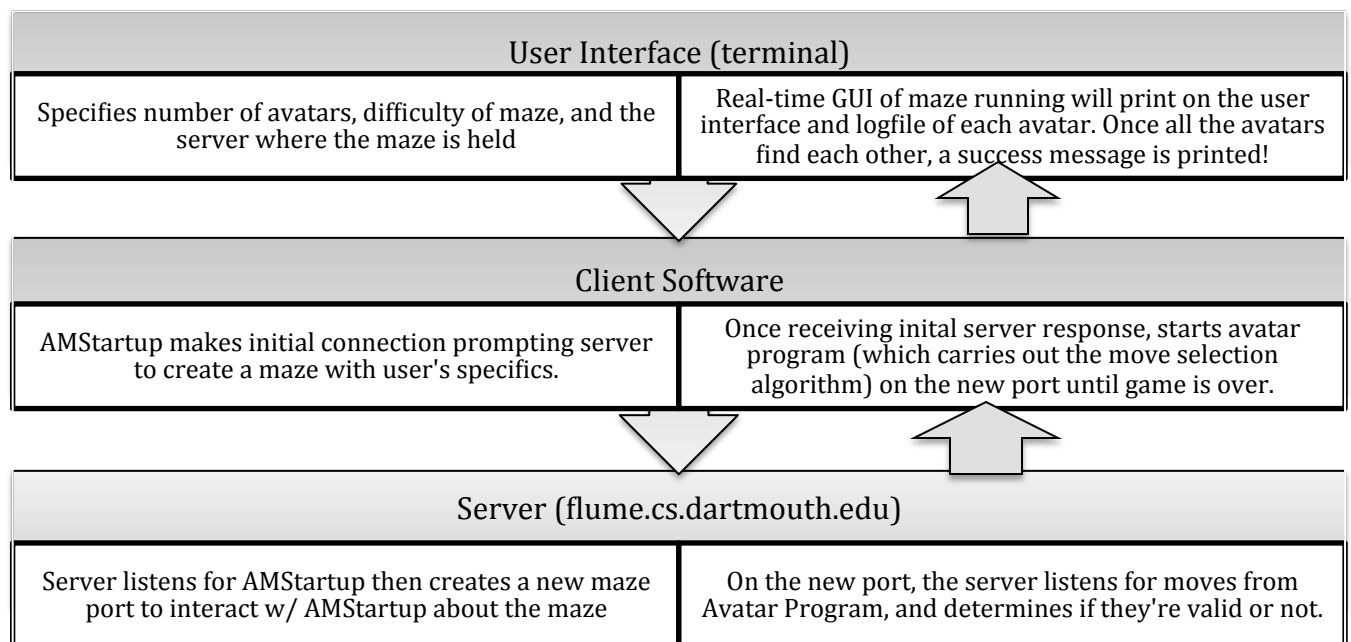 User Interface (terminal)
Specifies number of avatars, difficulty of maze, and the
server where the maze is held
Real-time GUI of maze running will print on the user
interface and logfile of each avatar. Once all the avatars
find each other, a success message is printed!
Client Software
AMStartup makes initial connection prompting server
to create a maze with user's specifics.
Once receiving inital server response, starts avatar
program (which carries out the move selection
algorithm) on the new port until game is over.
Server (flume.cs.dartmouth.edu)
Server listens for AMStartup then creates a new maze
port to interact w/ AMStartup about the maze
On the new port, the server listens for moves from
Avatar Program, and determines if they're valid or not.